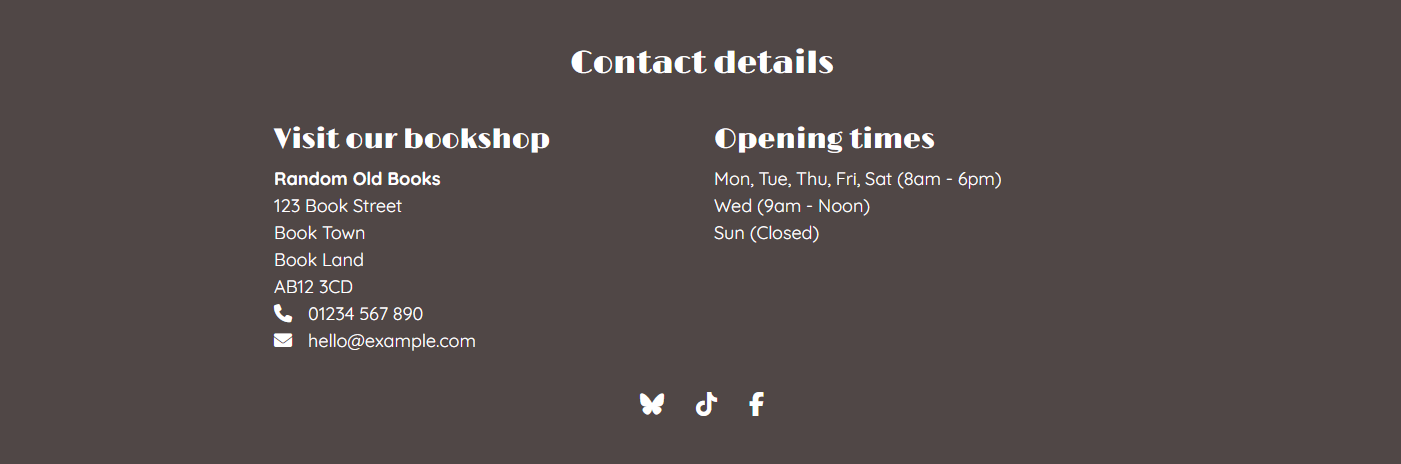 Contact details
Visit our bookshop
Random Old Books
123 Book Street
Book Town
Book Land
AB12 3CD
01234 567 890
hello@example.com
Opening times
Mon, Tue, Thu, Fri, Sat (8am - 6pm)
Wed (9am - Noon)
Sun (Closed)